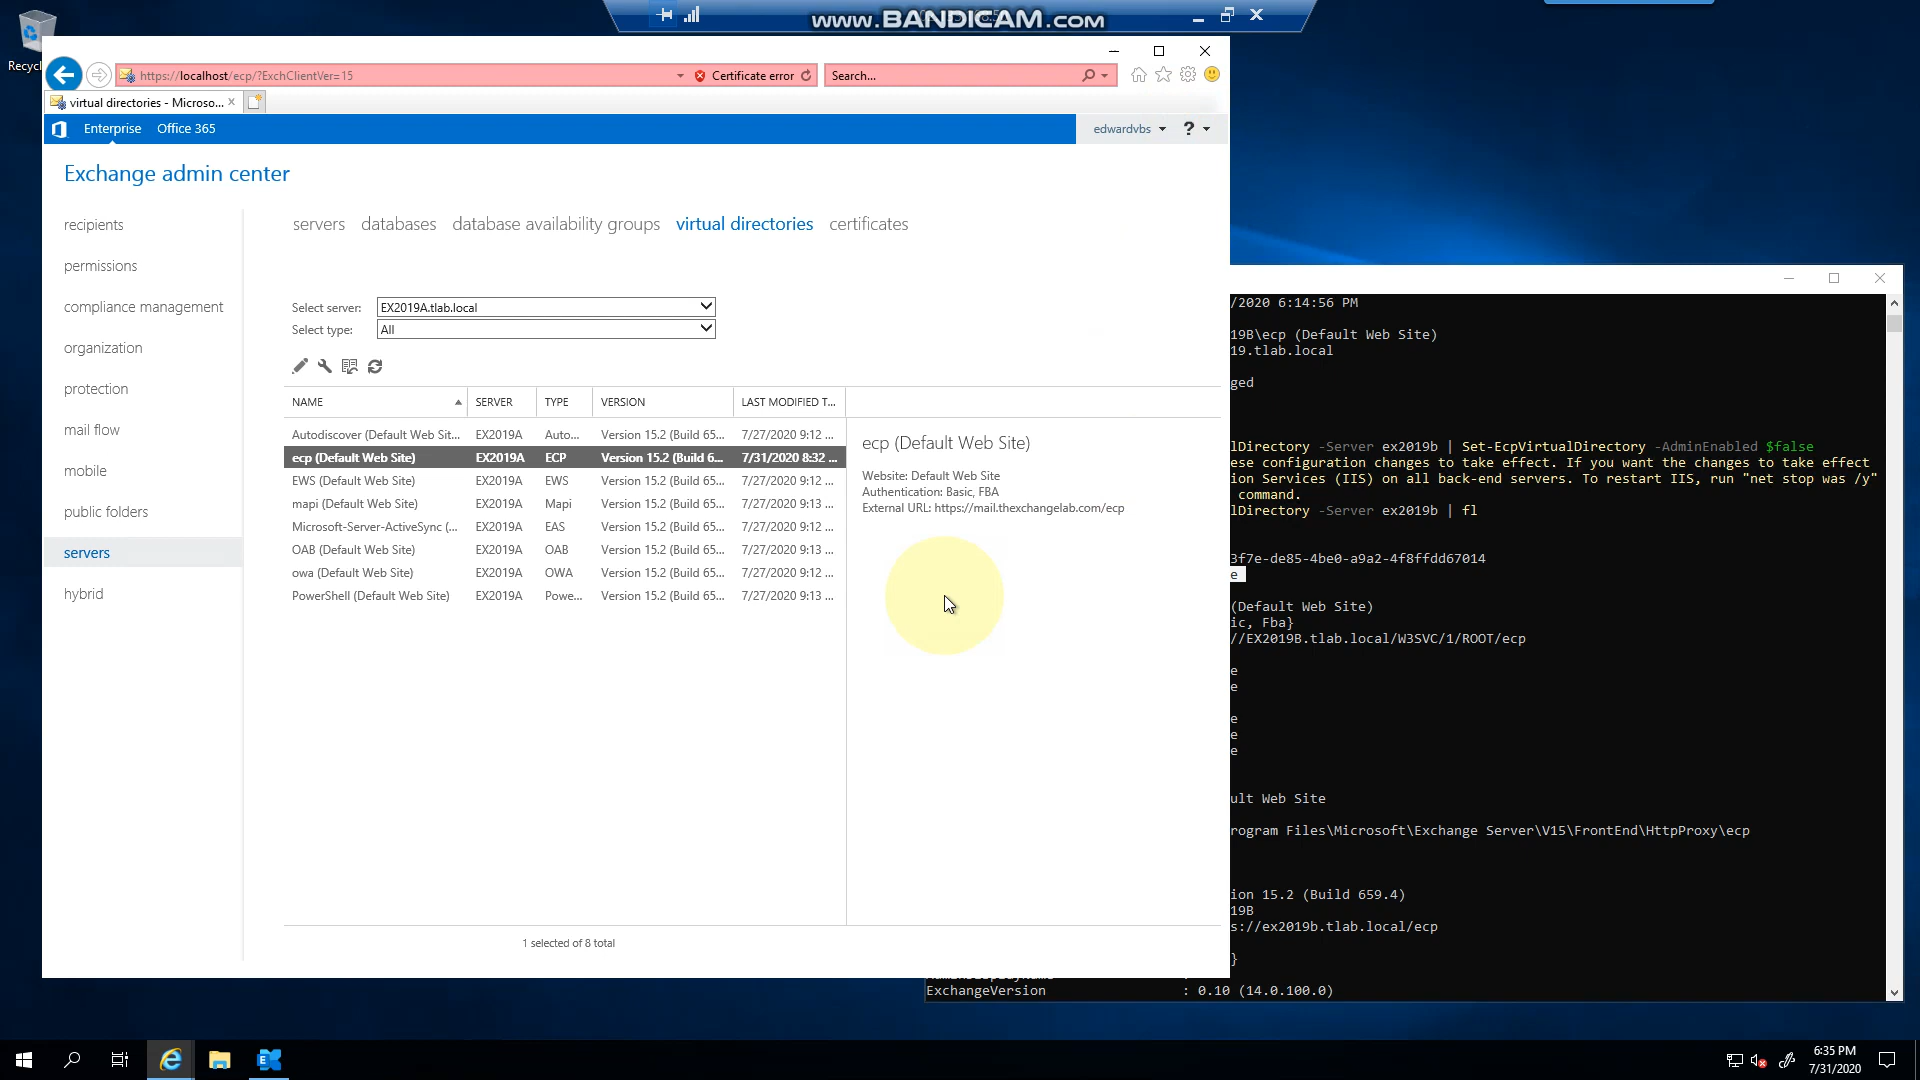 www.BANDICAM.com
https://localhost/ecp/?ExchClientVer=15
Certificate error
Search...
virtual directories - Microso...
Enterprise
Office 365
edwardvbs
?
Exchange admin center
recipients
permissions
compliance management
organization
protection
mail flow
mobile
public folders
servers
hybrid
servers
databases
database availability groups
virtual directories
certificates
Select server: EX2019A.tlab.local
Select type: All
NAME SERVER TYPE VERSION LAST MODIFIED T...
Autodiscover (Default Web Sit... EX2019A Auto... Version 15.2 (Build 65... 7/27/2020 9:12 ...
ecp (Default Web Site) EX2019A ECP Version 15.2 (Build 6... 7/31/2020 8:32 ...
EWS (Default Web Site) EX2019A EWS Version 15.2 (Build 65... 7/27/2020 9:12 ...
mapi (Default Web Site) EX2019A Mapi Version 15.2 (Build 65... 7/27/2020 9:13 ...
Microsoft-Server-ActiveSync (... EX2019A EAS Version 15.2 (Build 65... 7/27/2020 9:12 ...
OAB (Default Web Site) EX2019A OAB Version 15.2 (Build 65... 7/27/2020 9:13 ...
owa (Default Web Site) EX2019A OWA Version 15.2 (Build 65... 7/27/2020 9:12 ...
PowerShell (Default Web Site) EX2019A Powe... Version 15.2 (Build 65... 7/27/2020 9:13 ...
ecp (Default Web Site)
Website: Default Web Site
Authentication: Basic, FBA
External URL: https://mail.thexchangelab.com/ecp
1 selected of 8 total
/2020 6:14:56 PM
19B\ecp (Default Web Site)
19.tlab.local
ged
lDirectory -Server ex2019b | Set-EcpVirtualDirectory -AdminEnabled $false
ese configuration changes to take effect. If you want the changes to take effect
ion Services (IIS) on all back-end servers. To restart IIS, run "net stop was /y"
command.
lDirectory -Server ex2019b | fl
3f7e-de85-4be0-a9a2-4f8ffdd67014
e
(Default Web Site)
ic, Fba}
//EX2019B.tlab.local/W3SVC/1/ROOT/ecp
e
e
e
e
e
ult Web Site
rogram Files\Microsoft\Exchange Server\V15\FrontEnd\HttpProxy\ecp
ion 15.2 (Build 659.4)
19B
s://ex2019b.tlab.local/ecp
}
ExchangeVersion : 0.10 (14.0.100.0)
6:35 PM
7/31/2020